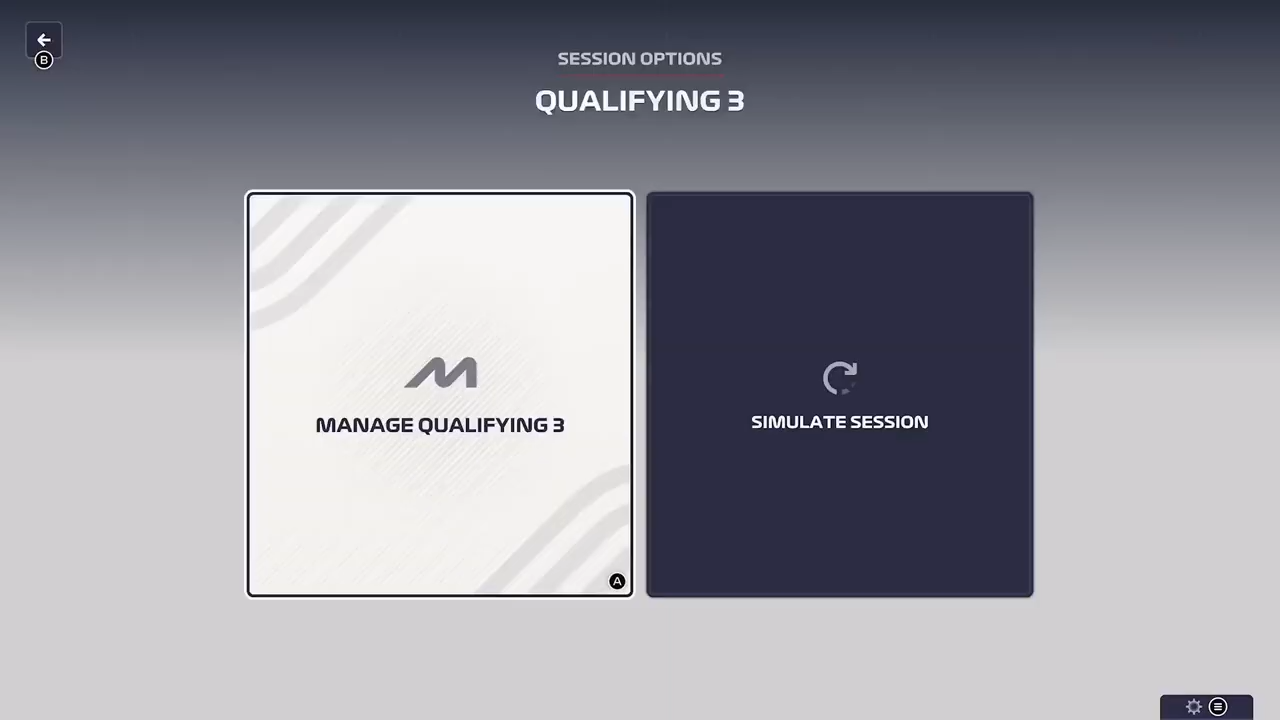 B
SESSION OPTIONS
QUALIFYING 3
MANAGE QUALIFYING 3
SIMULATE SESSION
A